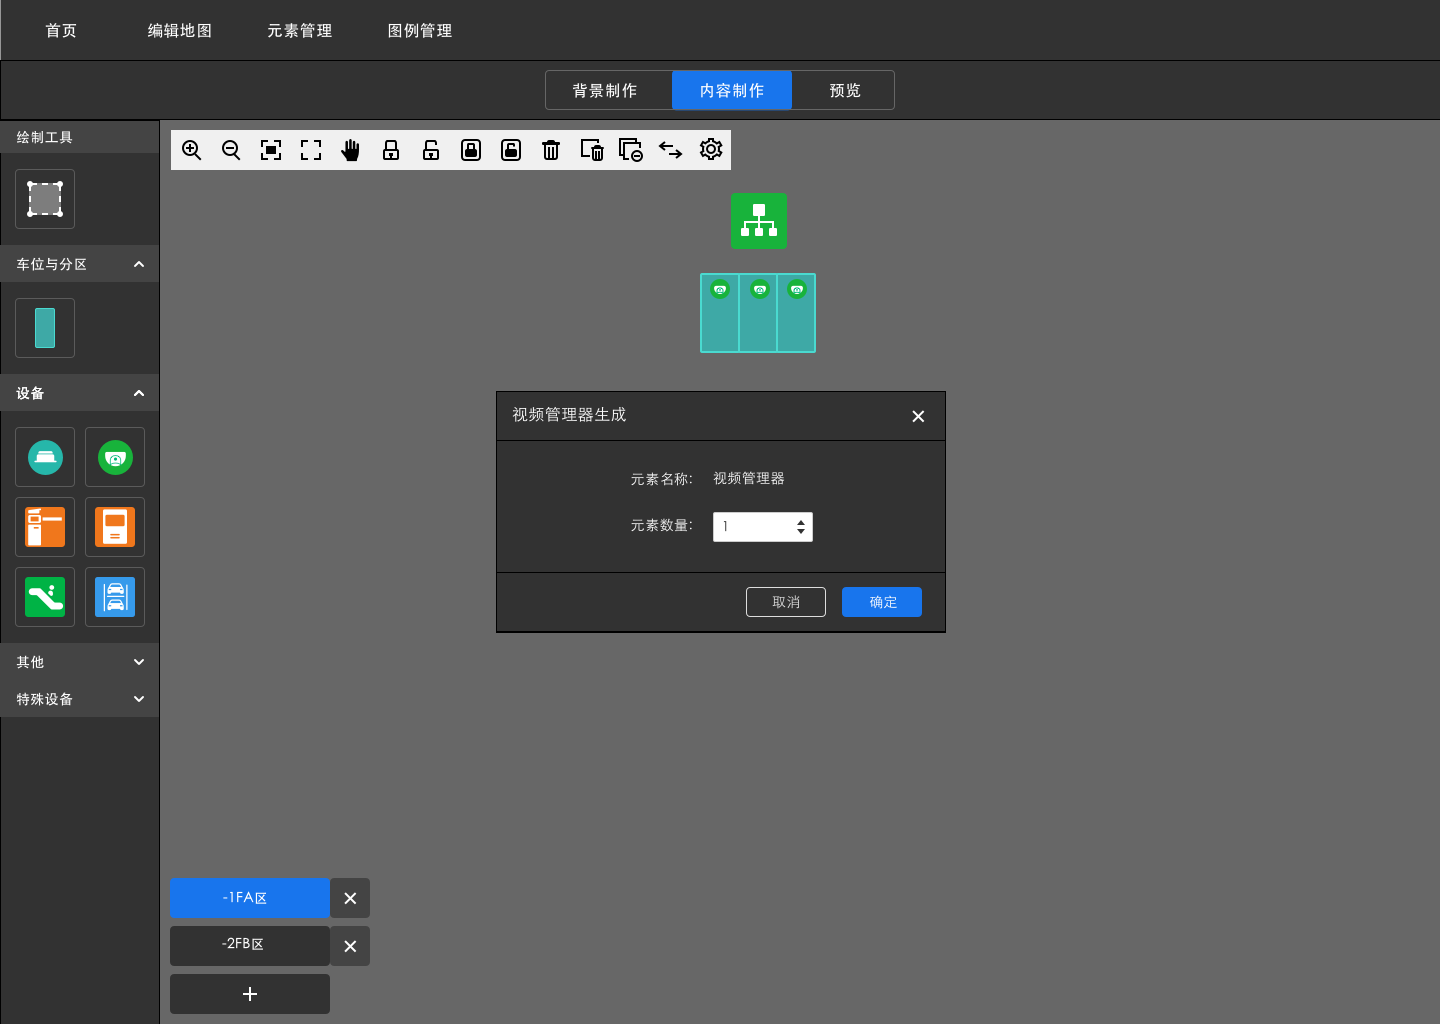 首页 编辑地图 元素管理 图例管理
背景制作 内容制作 预览
绘制工具
车位与分区
设备
其他
特殊设备
视频管理器生成
元素名称: 视频管理器
元素数量: 1
取消 确定
-1FA区
-2FB区